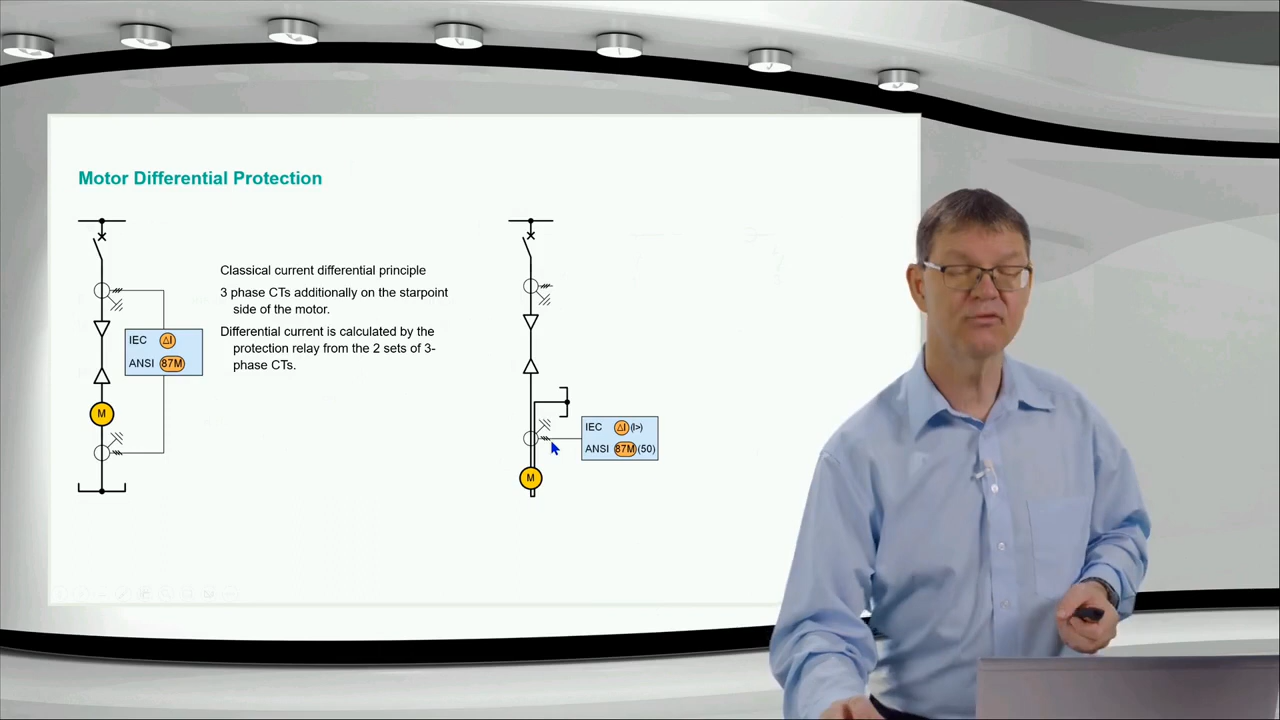 Motor Differential Protection
Classical current differential principle
3 phase CTs additionally on the starpoint
side of the motor.
Differential current is calculated by the
protection relay from the 2 sets of 3-
phase CTs.
IEC ΔI
ANSI 87M
M
IEC ΔI (I>)
ANSI 87M (50)
M